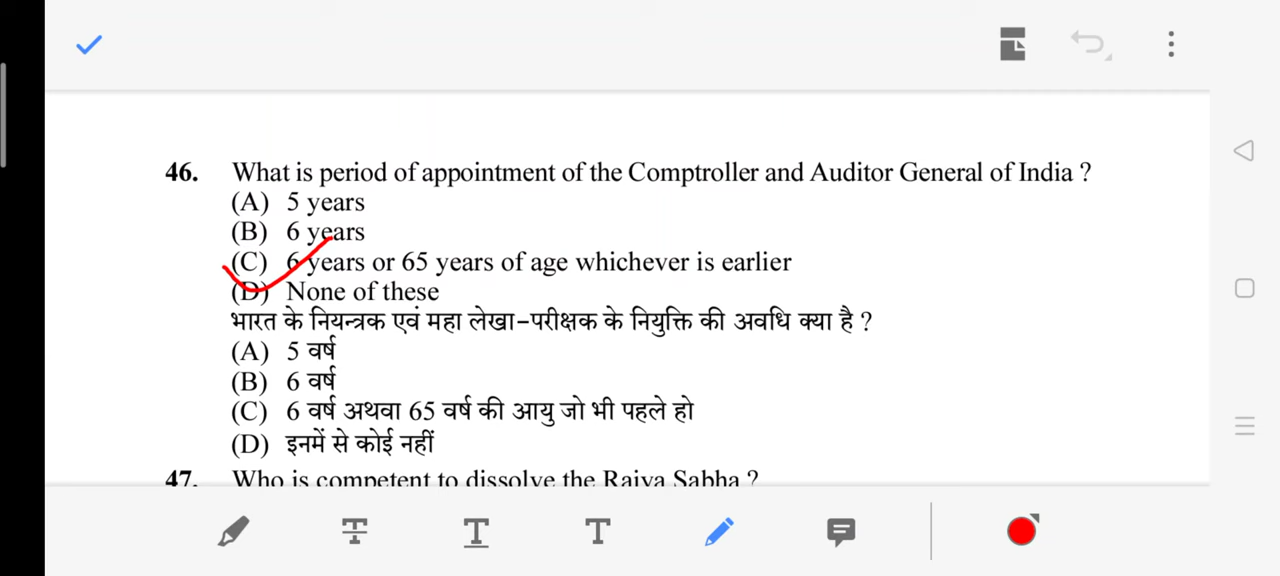 46. What is period of appointment of the Comptroller and Auditor General of India ?
(A) 5 years
(B) 6 years
(C) 6 years or 65 years of age whichever is earlier
(D) None of these
भारत के नियन्त्रक एवं महा लेखा-परीक्षक के नियुक्ति की अवधि क्या है ?
(A) 5 वर्ष
(B) 6 वर्ष
(C) 6 वर्ष अथवा 65 वर्ष की आयु जो भी पहले हो
(D) इनमें से कोई नहीं
47. Who is competent to dissolve the Rajya Sabha ?
T
T
T